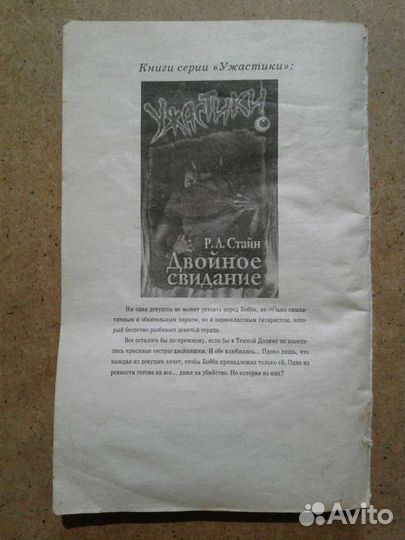 Книги серии «Ужастики»:
УЖАСТИКИ
Р.Л. Стайн
Двойное
свидание
Ни одна девушка не может устоять перед Бобби, не только симпа-
тичным и обаятельным парнем, но и первоклассным гитаристом, ко-
рый беспечно разбивает девичьи сердца.
Все осталось бы по-прежнему, если бы в Темной Долине не посели-
лись красивые сестры-двойняшки. И обе влюбились... Плохо лишь, что
каждая из девушек хочет, чтобы Бобби принадлежал только ей. Одна из
ревности готова на все... даже на убийство. Но которая из них?
Avito